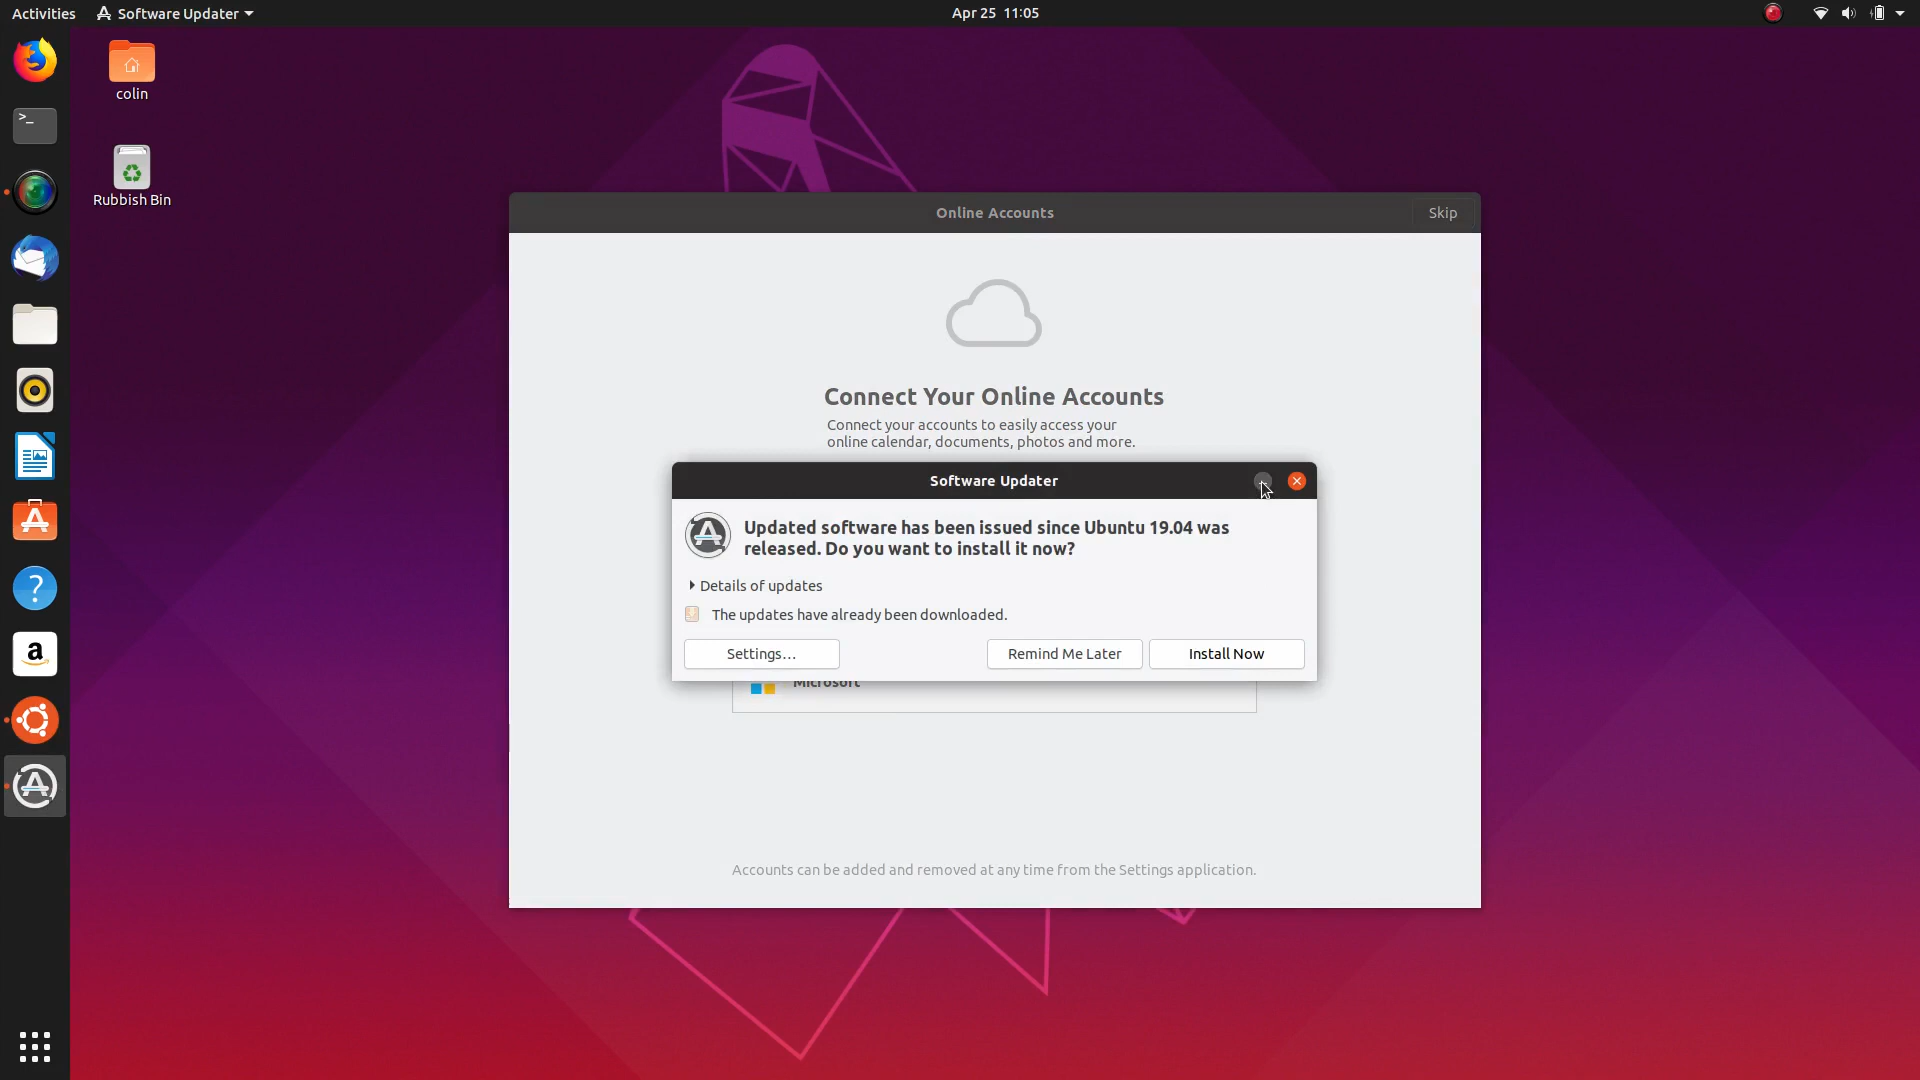 Activities
Software Updater
Apr 25 11:05
colin
Rubbish Bin
Online Accounts
Skip
Connect Your Online Accounts
Connect your accounts to easily access your
online calendar, documents, photos and more.
Software Updater
Updated software has been issued since Ubuntu 19.04 was
released. Do you want to install it now?
Details of updates
The updates have already been downloaded.
Settings…
Remind Me Later
Install Now
Microsoft
Accounts can be added and removed at any time from the Settings application.